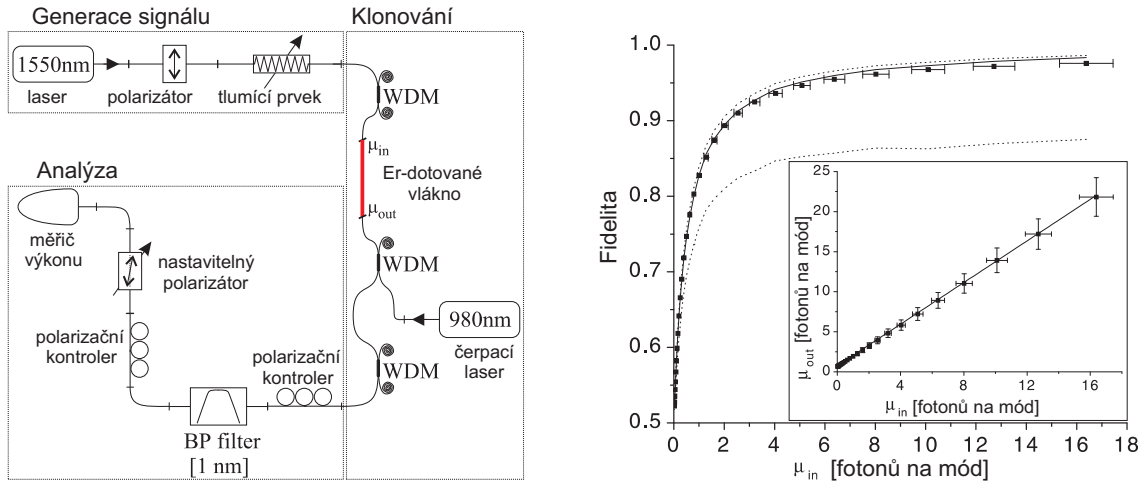 Generace signálu
Klonování
1550nm
laser
polarizátor
tlumící prvek
WDM
μin
Er-dotované
vlákno
μout
WDM
980nm
čerpací
laser
WDM
Analýza
měřič
výkonu
nastavitelný
polarizátor
polarizační
kontroler
polarizační
kontroler
BP filter
[1 nm]
Fidelita
1.0
0.9
0.8
0.7
0.6
0.5
0 2 4 6 8 10 12 14 16 18
μin [fotonů na mód]
μout [fotonů na mód]
25
20
15
10
5
0
0 4 8 12 16
μin [fotonů na mód]